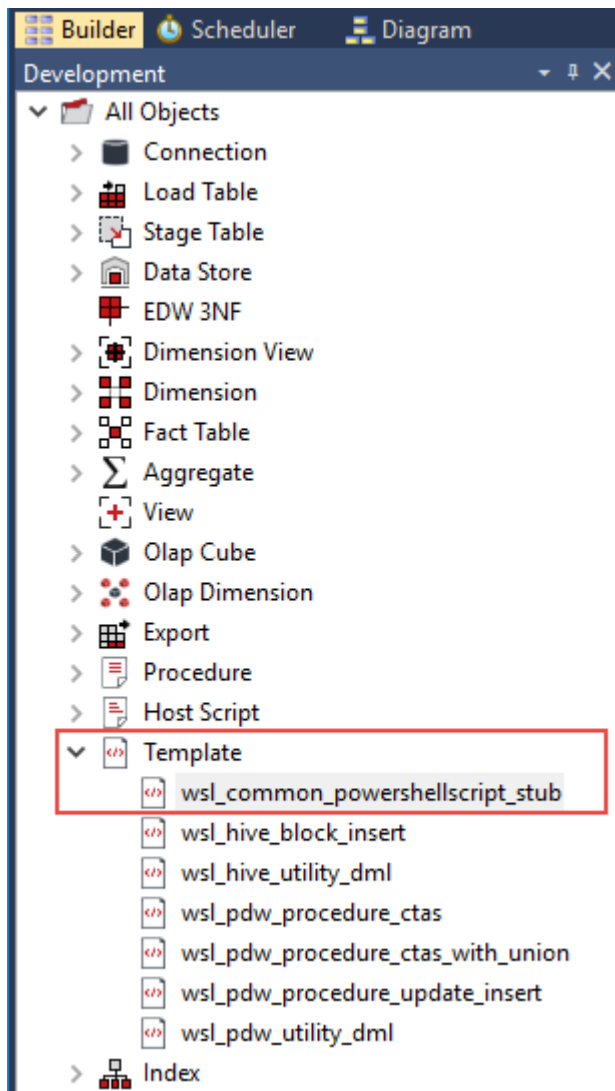 Builder Scheduler Diagram
Development
All Objects
Connection
Load Table
Stage Table
Data Store
EDW 3NF
Dimension View
Dimension
Fact Table
Aggregate
View
Olap Cube
Olap Dimension
Export
Procedure
Host Script
Template
wsl_common_powershellscript_stub
wsl_hive_block_insert
wsl_hive_utility_dml
wsl_pdw_procedure_ctas
wsl_pdw_procedure_ctas_with_union
wsl_pdw_procedure_update_insert
wsl_pdw_utility_dml
Index